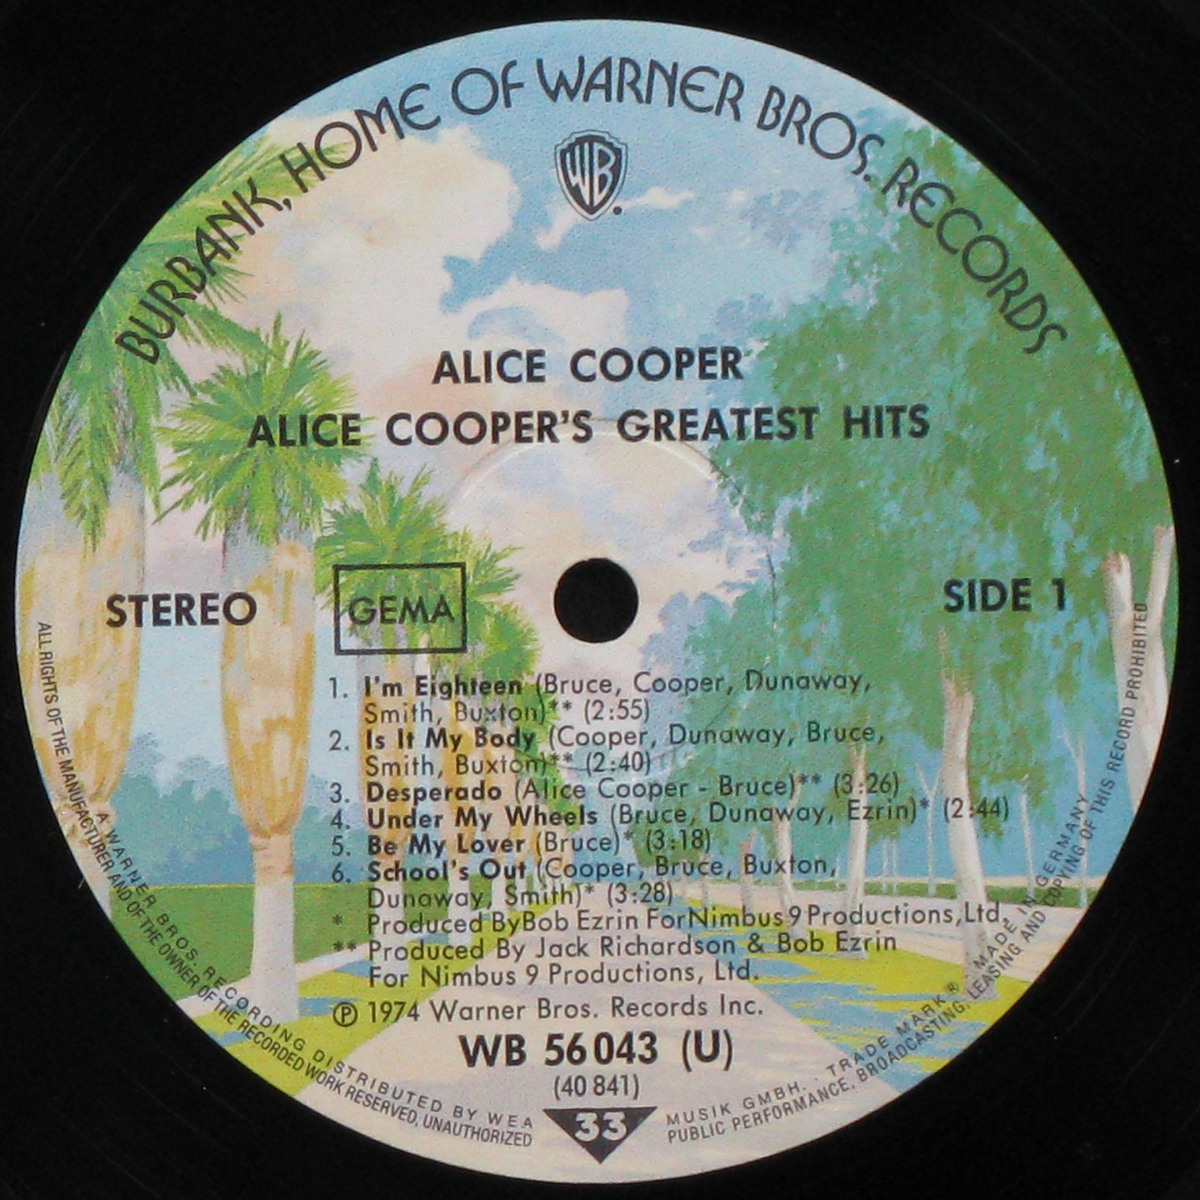 BURBANK, HOME OF WARNER BROS. RECORDS
WB
ALICE COOPER
ALICE COOPER'S GREATEST HITS
STEREO
GEMA
SIDE 1
1. I'm Eighteen (Bruce, Cooper, Dunaway,
Smith, Buxton)** (2:55)
2. Is It My Body (Cooper, Dunaway, Bruce,
Smith, Buxton)** (2:40)
3. Desperado (Alice Cooper - Bruce)** (3:26)
4. Under My Wheels (Bruce, Dunaway, Ezrin)* (2:44)
5. Be My Lover (Bruce)* (3:18)
6. School's Out (Cooper, Bruce, Buxton,
Dunaway, Smith)* (3:28)
* Produced By Bob Ezrin For Nimbus 9 Productions, Ltd.
** Produced By Jack Richardson & Bob Ezrin
For Nimbus 9 Productions, Ltd.
℗ 1974 Warner Bros. Records Inc.
WB 56 043 (U)
(40 841)
33
A WARNER BROS. RECORDING DISTRIBUTED BY WEA MUSIK GMBH. · TRADE MARK ® MADE IN GERMANY
ALL RIGHTS OF THE MANUFACTURER AND OF THE OWNER OF THE RECORDED WORK RESERVED, UNAUTHORIZED PUBLIC PERFORMANCE, BROADCASTING, LEASING AND COPYING OF THIS RECORD PROHIBITED